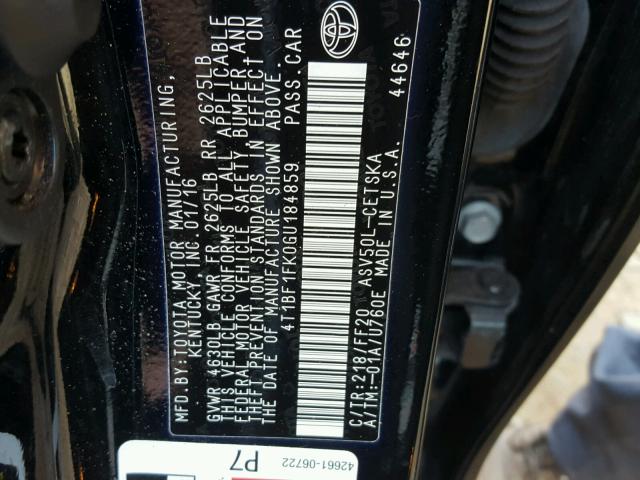 MFD.BY:TOYOTA MOTOR MANUFACTURING,
KENTUCKY, INC. 01/16
GVWR 4630LB GAWR FR 2625LB RR 2625LB
THIS VEHICLE CONFORMS TO ALL APPLICABLE
FEDERAL MOTOR VEHICLE SAFETY, BUMPER, AND
THEFT PREVENTION STANDARDS IN EFFECT ON
THE DATE OF MANUFACTURE SHOWN ABOVE.
4T1BF1FK0GU184859 PASS. CAR
C/TR:218/FF20 ASV50L-CETSKA
A/TM:-01A/U760E MADE IN U.S.A.
44646
42661-06722
P7